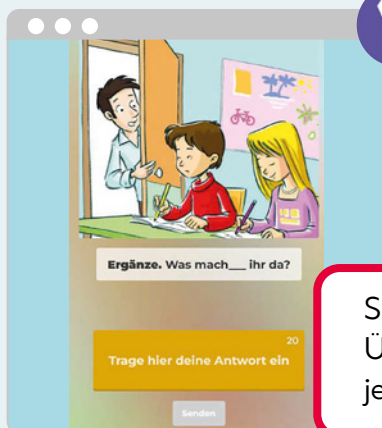 Ergänze. Was mach__ ihr da?
20
Trage hier deine Antwort ein
Senden